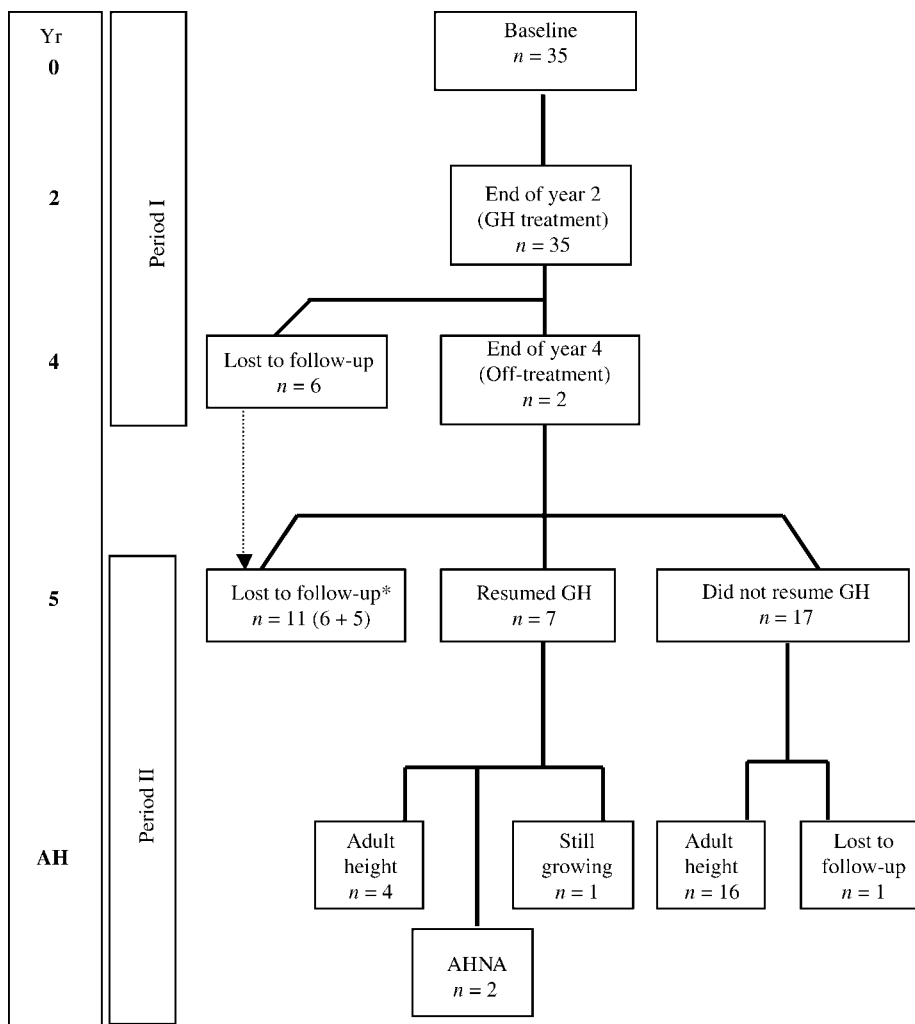 Yr
0
Baseline
n = 35
2
Period I
End of year 2
(GH treatment)
n = 35
4
Lost to follow-up
n = 6
End of year 4
(Off-treatment)
n = 2
5
Lost to follow-up*
n = 11 (6 + 5)
Resumed GH
n = 7
Did not resume GH
n = 17
Period II
AH
Adult
height
n = 4
Still
growing
n = 1
Adult
height
n = 16
Lost to
follow-up
n = 1
AHNA
n = 2